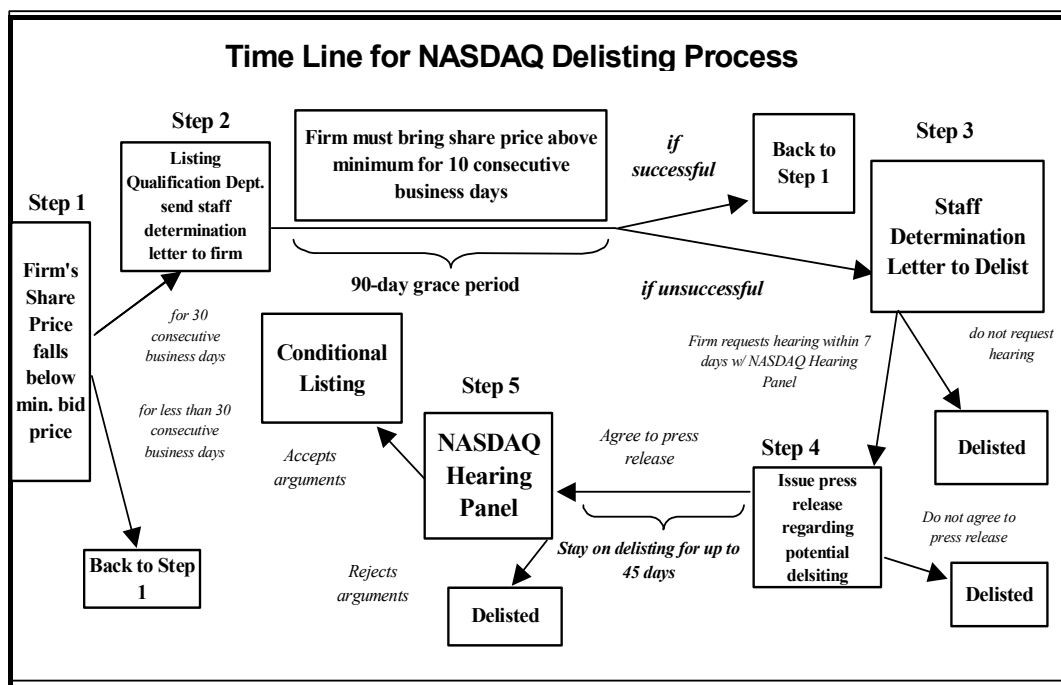 Time Line for NASDAQ Delisting Process
Step 1
Firm's
Share
Price
falls
below
min. bid
price
for 30
consecutive
business days
for less than 30
consecutive
business days
Back to Step
1
Step 2
Listing
Qualification Dept.
send staff
determination
letter to firm
Firm must bring share price above
minimum for 10 consecutive
business days
90-day grace period
if
successful
Back to
Step 1
if unsuccessful
Step 3
Staff
Determination
Letter to Delist
Firm requests hearing within 7
days w/ NASDAQ Hearing
Panel
do not request
hearing
Delisted
Step 4
Issue press
release
regarding
potential
delsiting
Do not agree to
press release
Delisted
Agree to press
release
Stay on delisting for up to
45 days
Step 5
NASDAQ
Hearing
Panel
Accepts
arguments
Conditional
Listing
Rejects
arguments
Delisted